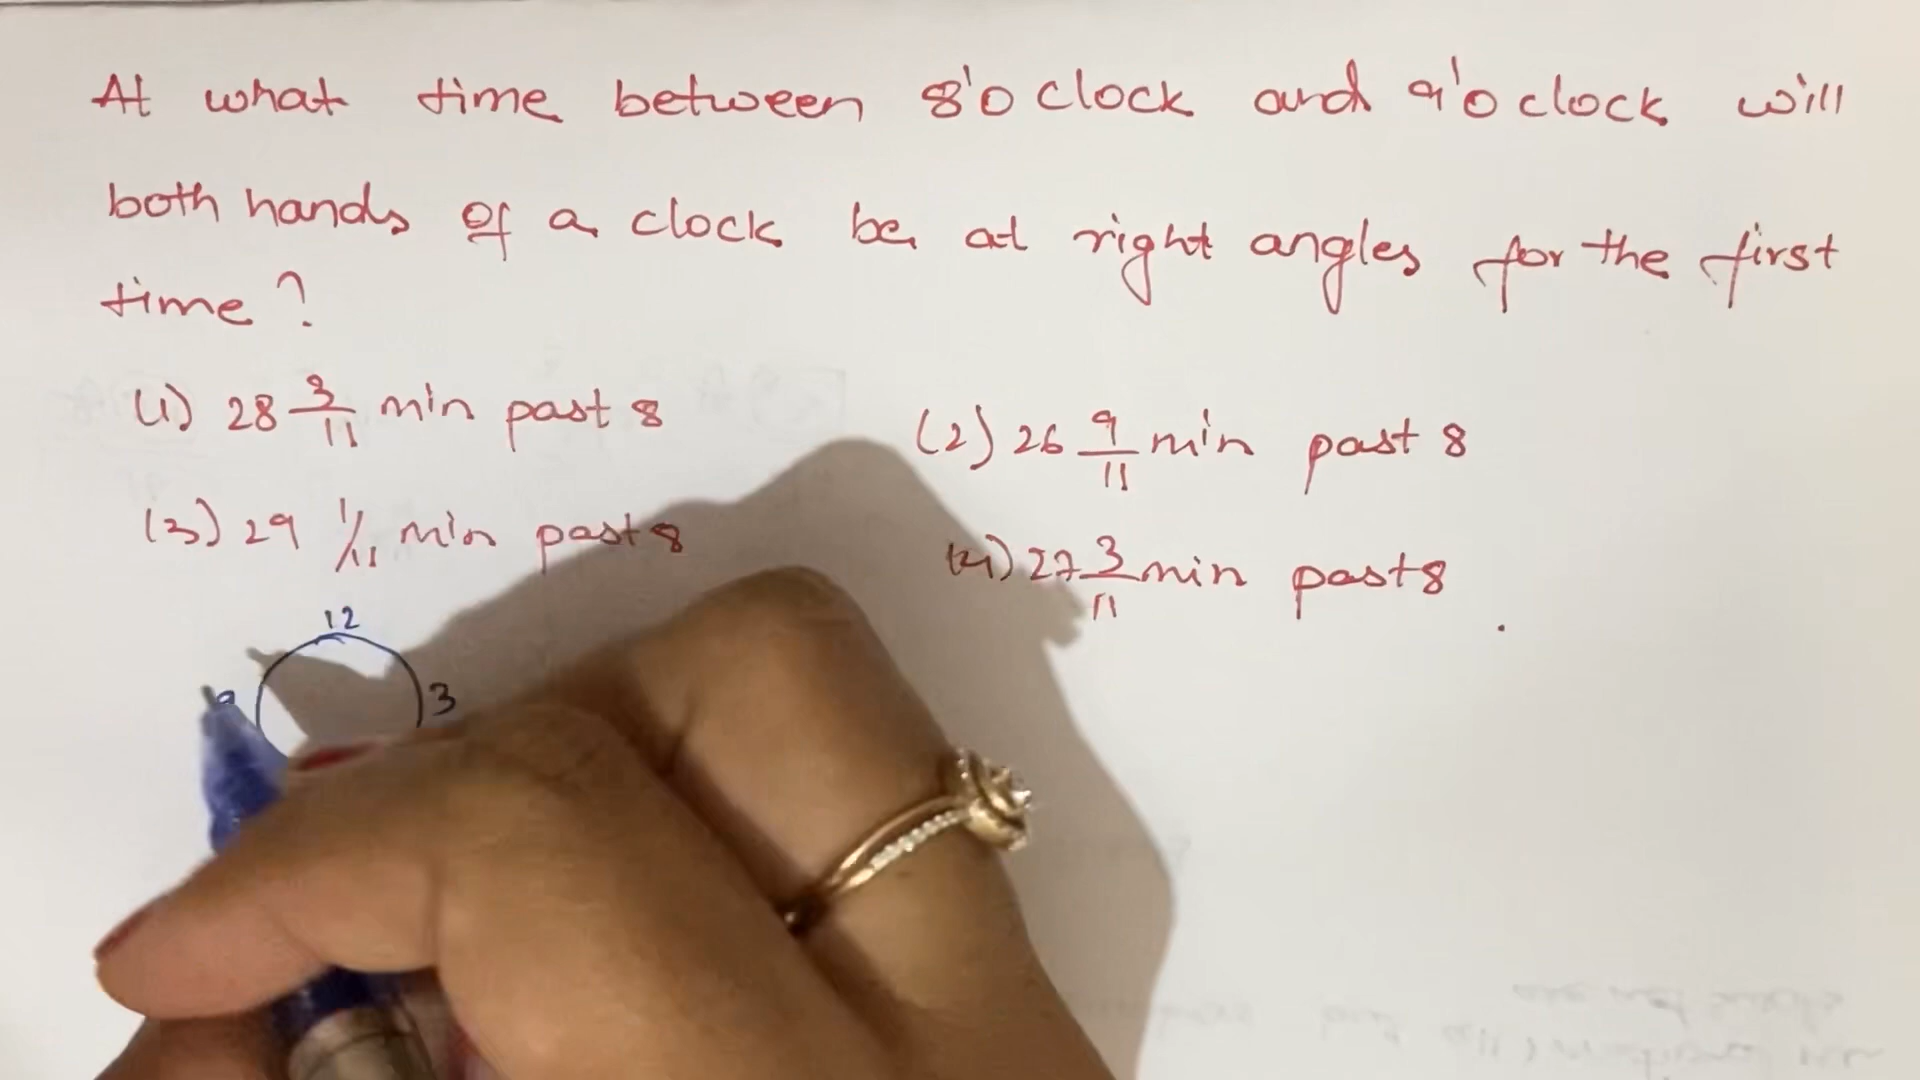 At what time between 8'o clock and 9'o clock will
both hands of a clock be at right angles for the first
time?
(1) 28 3/11 min past 8
(2) 26 9/11 min past 8
(3) 29 1/11 min past 8
(4) 27 3/11 min past 8
12
9
3